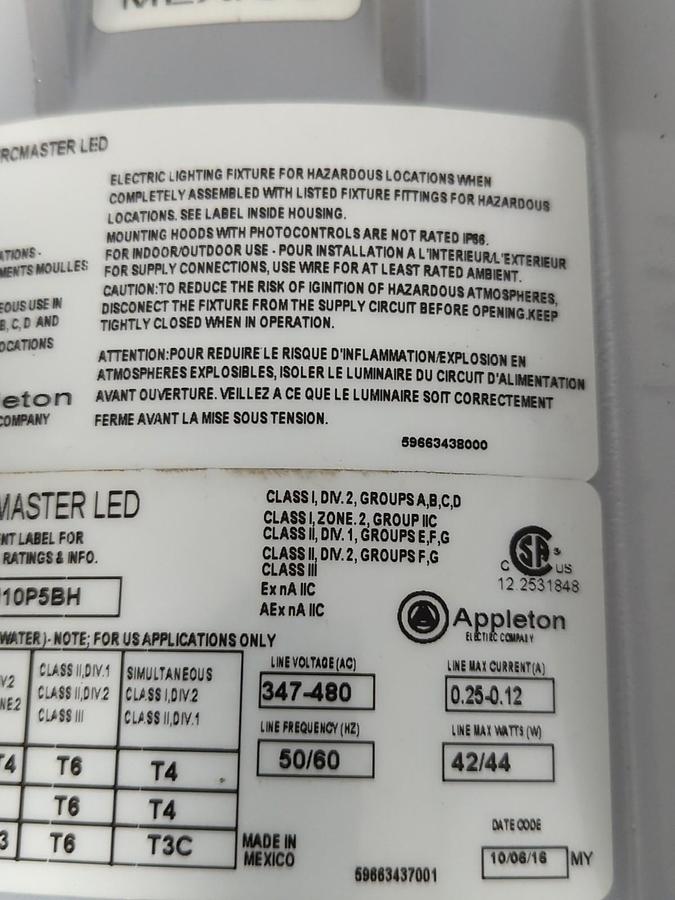 RCMASTER LED
ELECTRIC LIGHTING FIXTURE FOR HAZARDOUS LOCATIONS WHEN
COMPLETELY ASSEMBLED WITH LISTED FIXTURE FITTINGS FOR HAZARDOUS
LOCATIONS. SEE LABEL INSIDE HOUSING.
MOUNTING HOODS WITH PHOTOCONTROLS ARE NOT RATED IP66.
FOR INDOOR/OUTDOOR USE - POUR INSTALLATION A L'INTERIEUR/L'EXTERIEUR
FOR SUPPLY CONNECTIONS, USE WIRE FOR AT LEAST RATED AMBIENT.
CAUTION:TO REDUCE THE RISK OF IGINITION OF HAZARDOUS ATMOSPHERES,
DISCONECT THE FIXTURE FROM THE SUPPLY CIRCUIT BEFORE OPENING.KEEP
TIGHTLY CLOSED WHEN IN OPERATION.
ATIONS -
MENTS MOULLES
EOUS USE IN
B, C, D AND
OCATIONS
eton
COMPANY
ATTENTION:POUR REDUIRE LE RISQUE D'INFLAMMATION/EXPLOSION EN
ATMOSPHERES EXPLOSIBLES, ISOLER LE LUMINAIRE DU CIRCUIT D'ALIMENTATION
AVANT OUVERTURE. VEILLEZ A CE QUE LE LUMINAIRE SOIT CORRECTEMENT
FERME AVANT LA MISE SOUS TENSION.
59663438000
MASTER LED
NT LABEL FOR
RATINGS & INFO.
10P5BH
CLASS I, DIV. 2, GROUPS A,B,C,D
CLASS I, ZONE. 2, GROUP IIC
CLASS II, DIV. 1, GROUPS E,F,G
CLASS II, DIV. 2, GROUPS F,G
CLASS III
Ex nA IIC
AEx nA IIC
C SA US
12.2531848
Appleton
ELECTIRC COMPANY
WATER )- NOTE; FOR US APPLICATIONS ONLY
V.2
NE.2
CLASS II,DIV.1
CLASS II,DIV.2
CLASS III
SIMULTANEOUS
CLASS I,DIV.2
CLASS II,DIV.1
T4 T6 T4
T6 T4
3 T6 T3C
LINE VOLTAGE (AC)
347-480
LINE MAX CURRENT(A)
0.25-0.12
LINE FREQUENCY (HZ)
50/60
LINE MAX WATTS (W)
42/44
MADE IN
MEXICO
DATE CODE
10/06/16 MY
59663437001